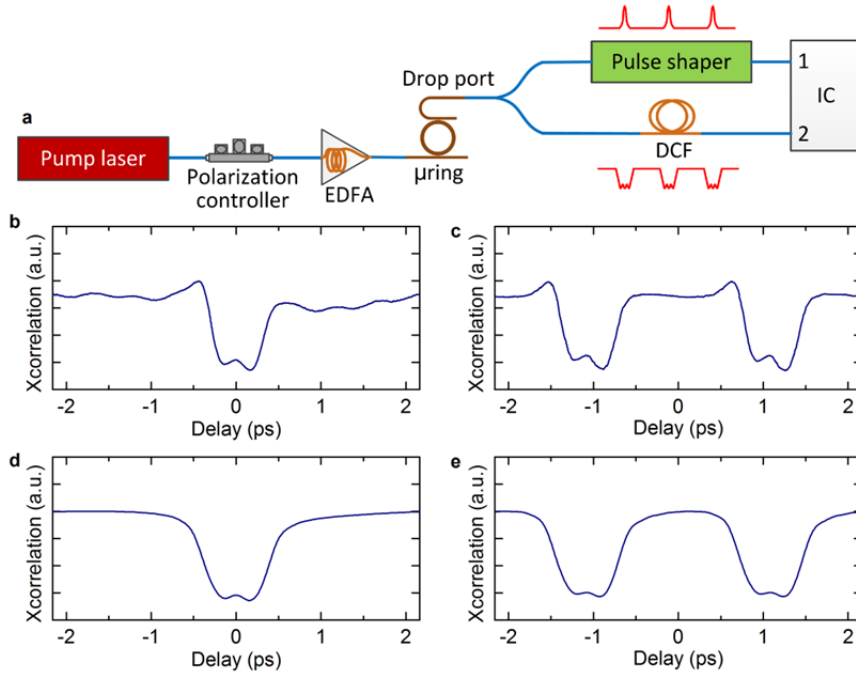 a
Pump laser
Polarization
controller
EDFA
Drop port
μring
Pulse shaper
DCF
1
IC
2
b
Xcorrelation (a.u.)
-2 -1 0 1 2
Delay (ps)
c
Xcorrelation (a.u.)
-2 -1 0 1 2
Delay (ps)
d
Xcorrelation (a.u.)
-2 -1 0 1 2
Delay (ps)
e
Xcorrelation (a.u.)
-2 -1 0 1 2
Delay (ps)